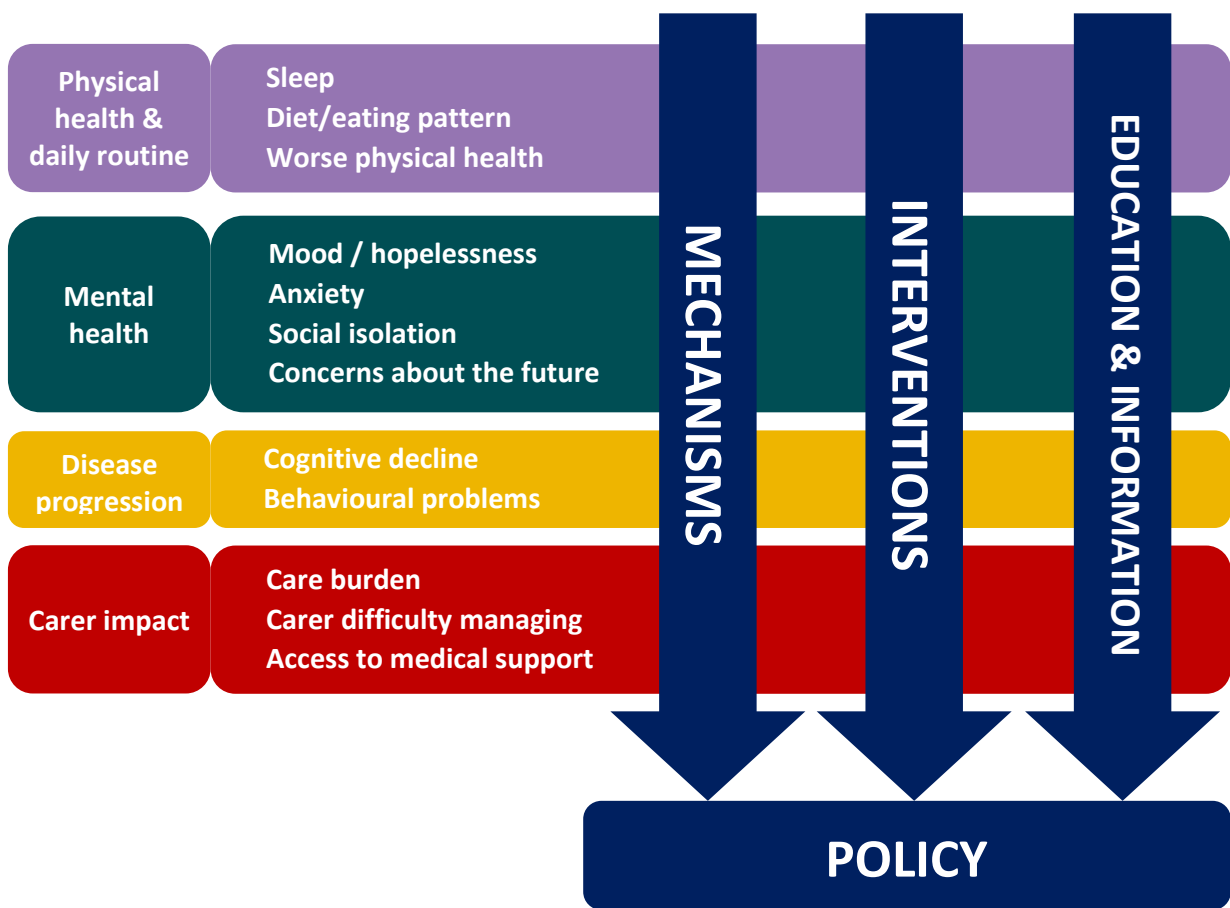 Physical
health &
daily routine
Sleep
Diet/eating pattern
Worse physical health
Mental
health
Mood / hopelessness
Anxiety
Social isolation
Concerns about the future
Disease
progression
Cognitive decline
Behavioural problems
Carer impact
Care burden
Carer difficulty managing
Access to medical support
MECHANISMS
INTERVENTIONS
EDUCATION & INFORMATION
POLICY